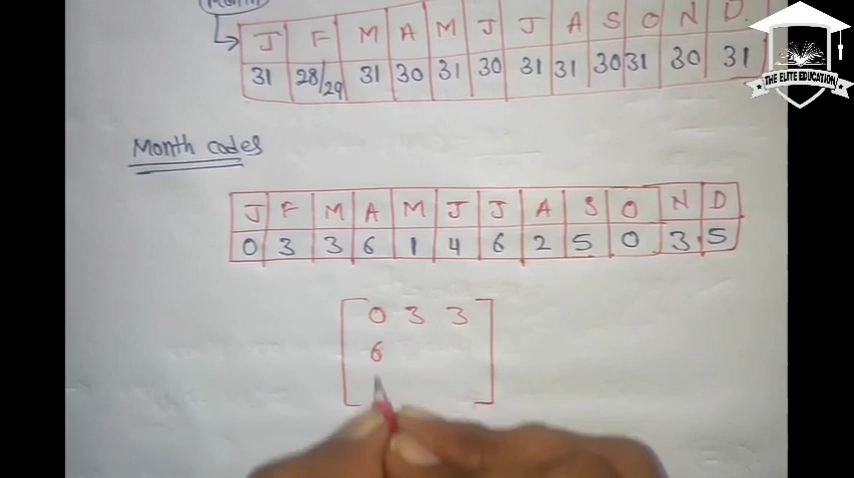 Month
J F M A M J J A S O N D
31 28/29 31 30 31 30 31 31 30 31 30 31
THE ELITE EDUCATION
Month codes
J F M A M J J A S O N D
0 3 3 6 1 4 6 2 5 0 3 5
0 3 3
6